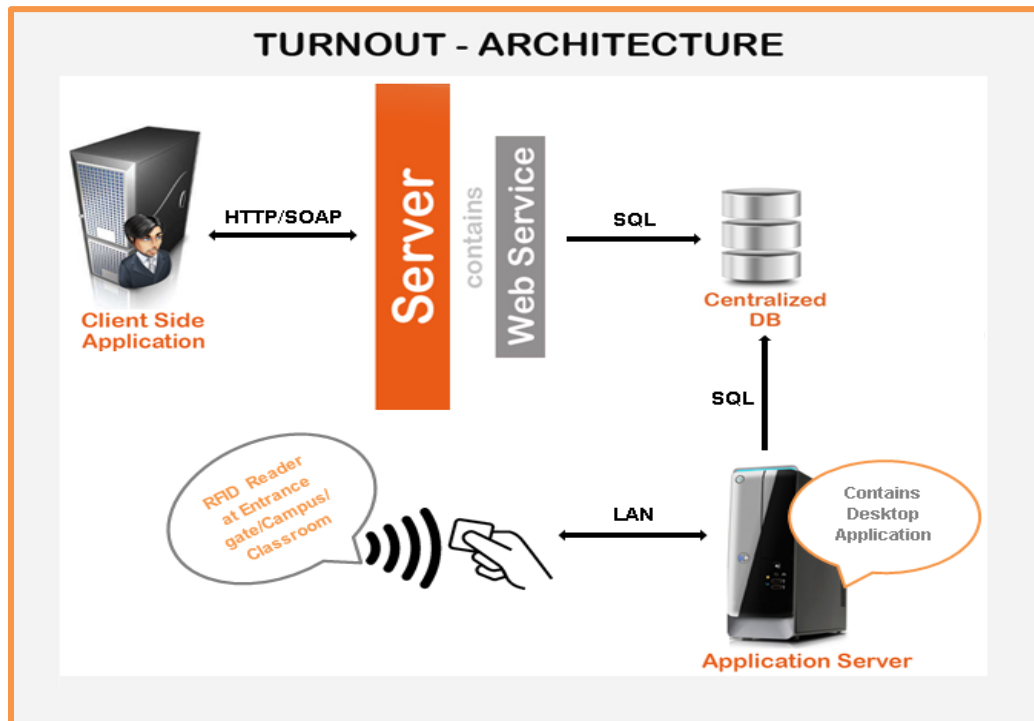 TURNOUT - ARCHITECTURE
Client Side
Application
HTTP/SOAP
Server
contains
Web Service
SQL
Centralized
DB
SQL
RFID Reader
at Entrance
gate/Campus/
Classroom
LAN
Contains
Desktop
Application
Application Server